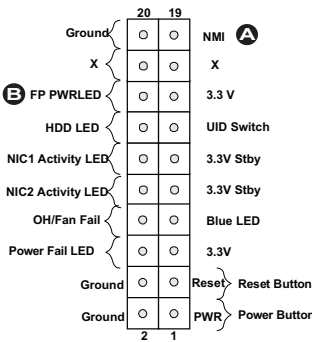 20 19
Ground NMI A
X X
B FP PWRLED 3.3 V
HDD LED UID Switch
NIC1 Activity LED 3.3V Stby
NIC2 Activity LED 3.3V Stby
OH/Fan Fail Blue LED
Power Fail LED 3.3V
Ground Reset Reset Button
Ground PWR Power Button
2 1